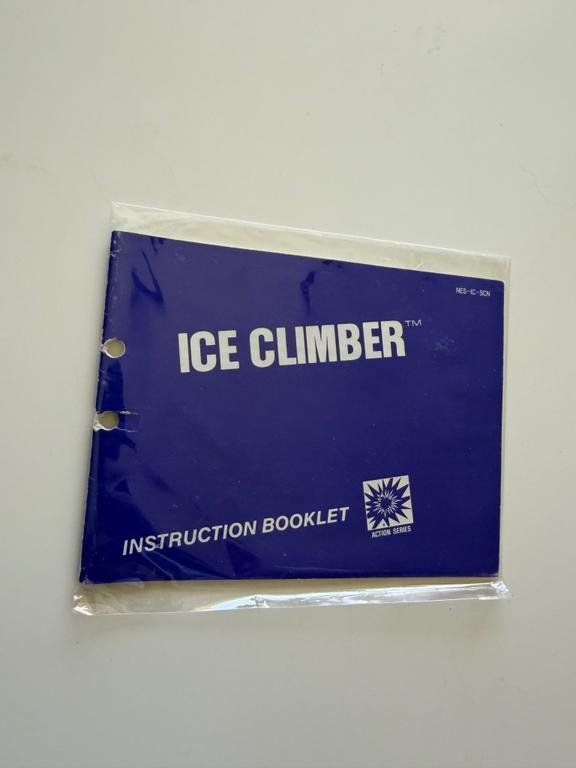 NES-IC-SCN
ICE CLIMBER™
INSTRUCTION BOOKLET
ACTION SERIES